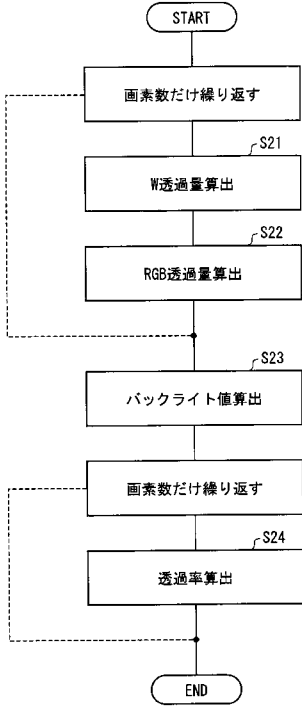 START
画素数だけ繰り返す
S21
W透過量算出
S22
RGB透過量算出
S23
バックライト値算出
画素数だけ繰り返す
S24
透過率算出
END